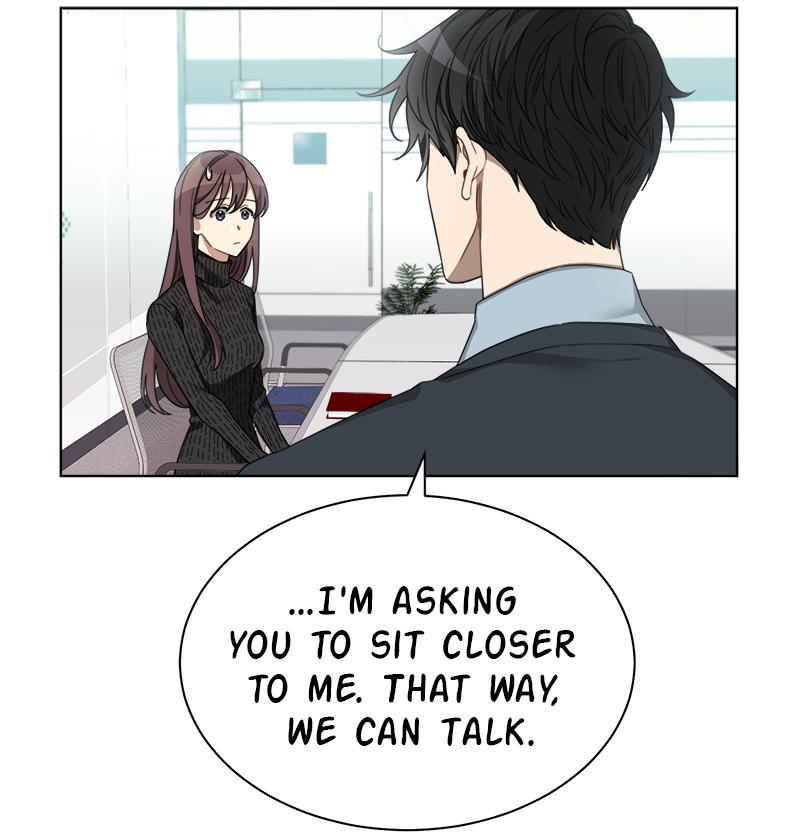 ...I'M ASKING
YOU TO SIT CLOSER
TO ME. THAT WAY,
WE CAN TALK.